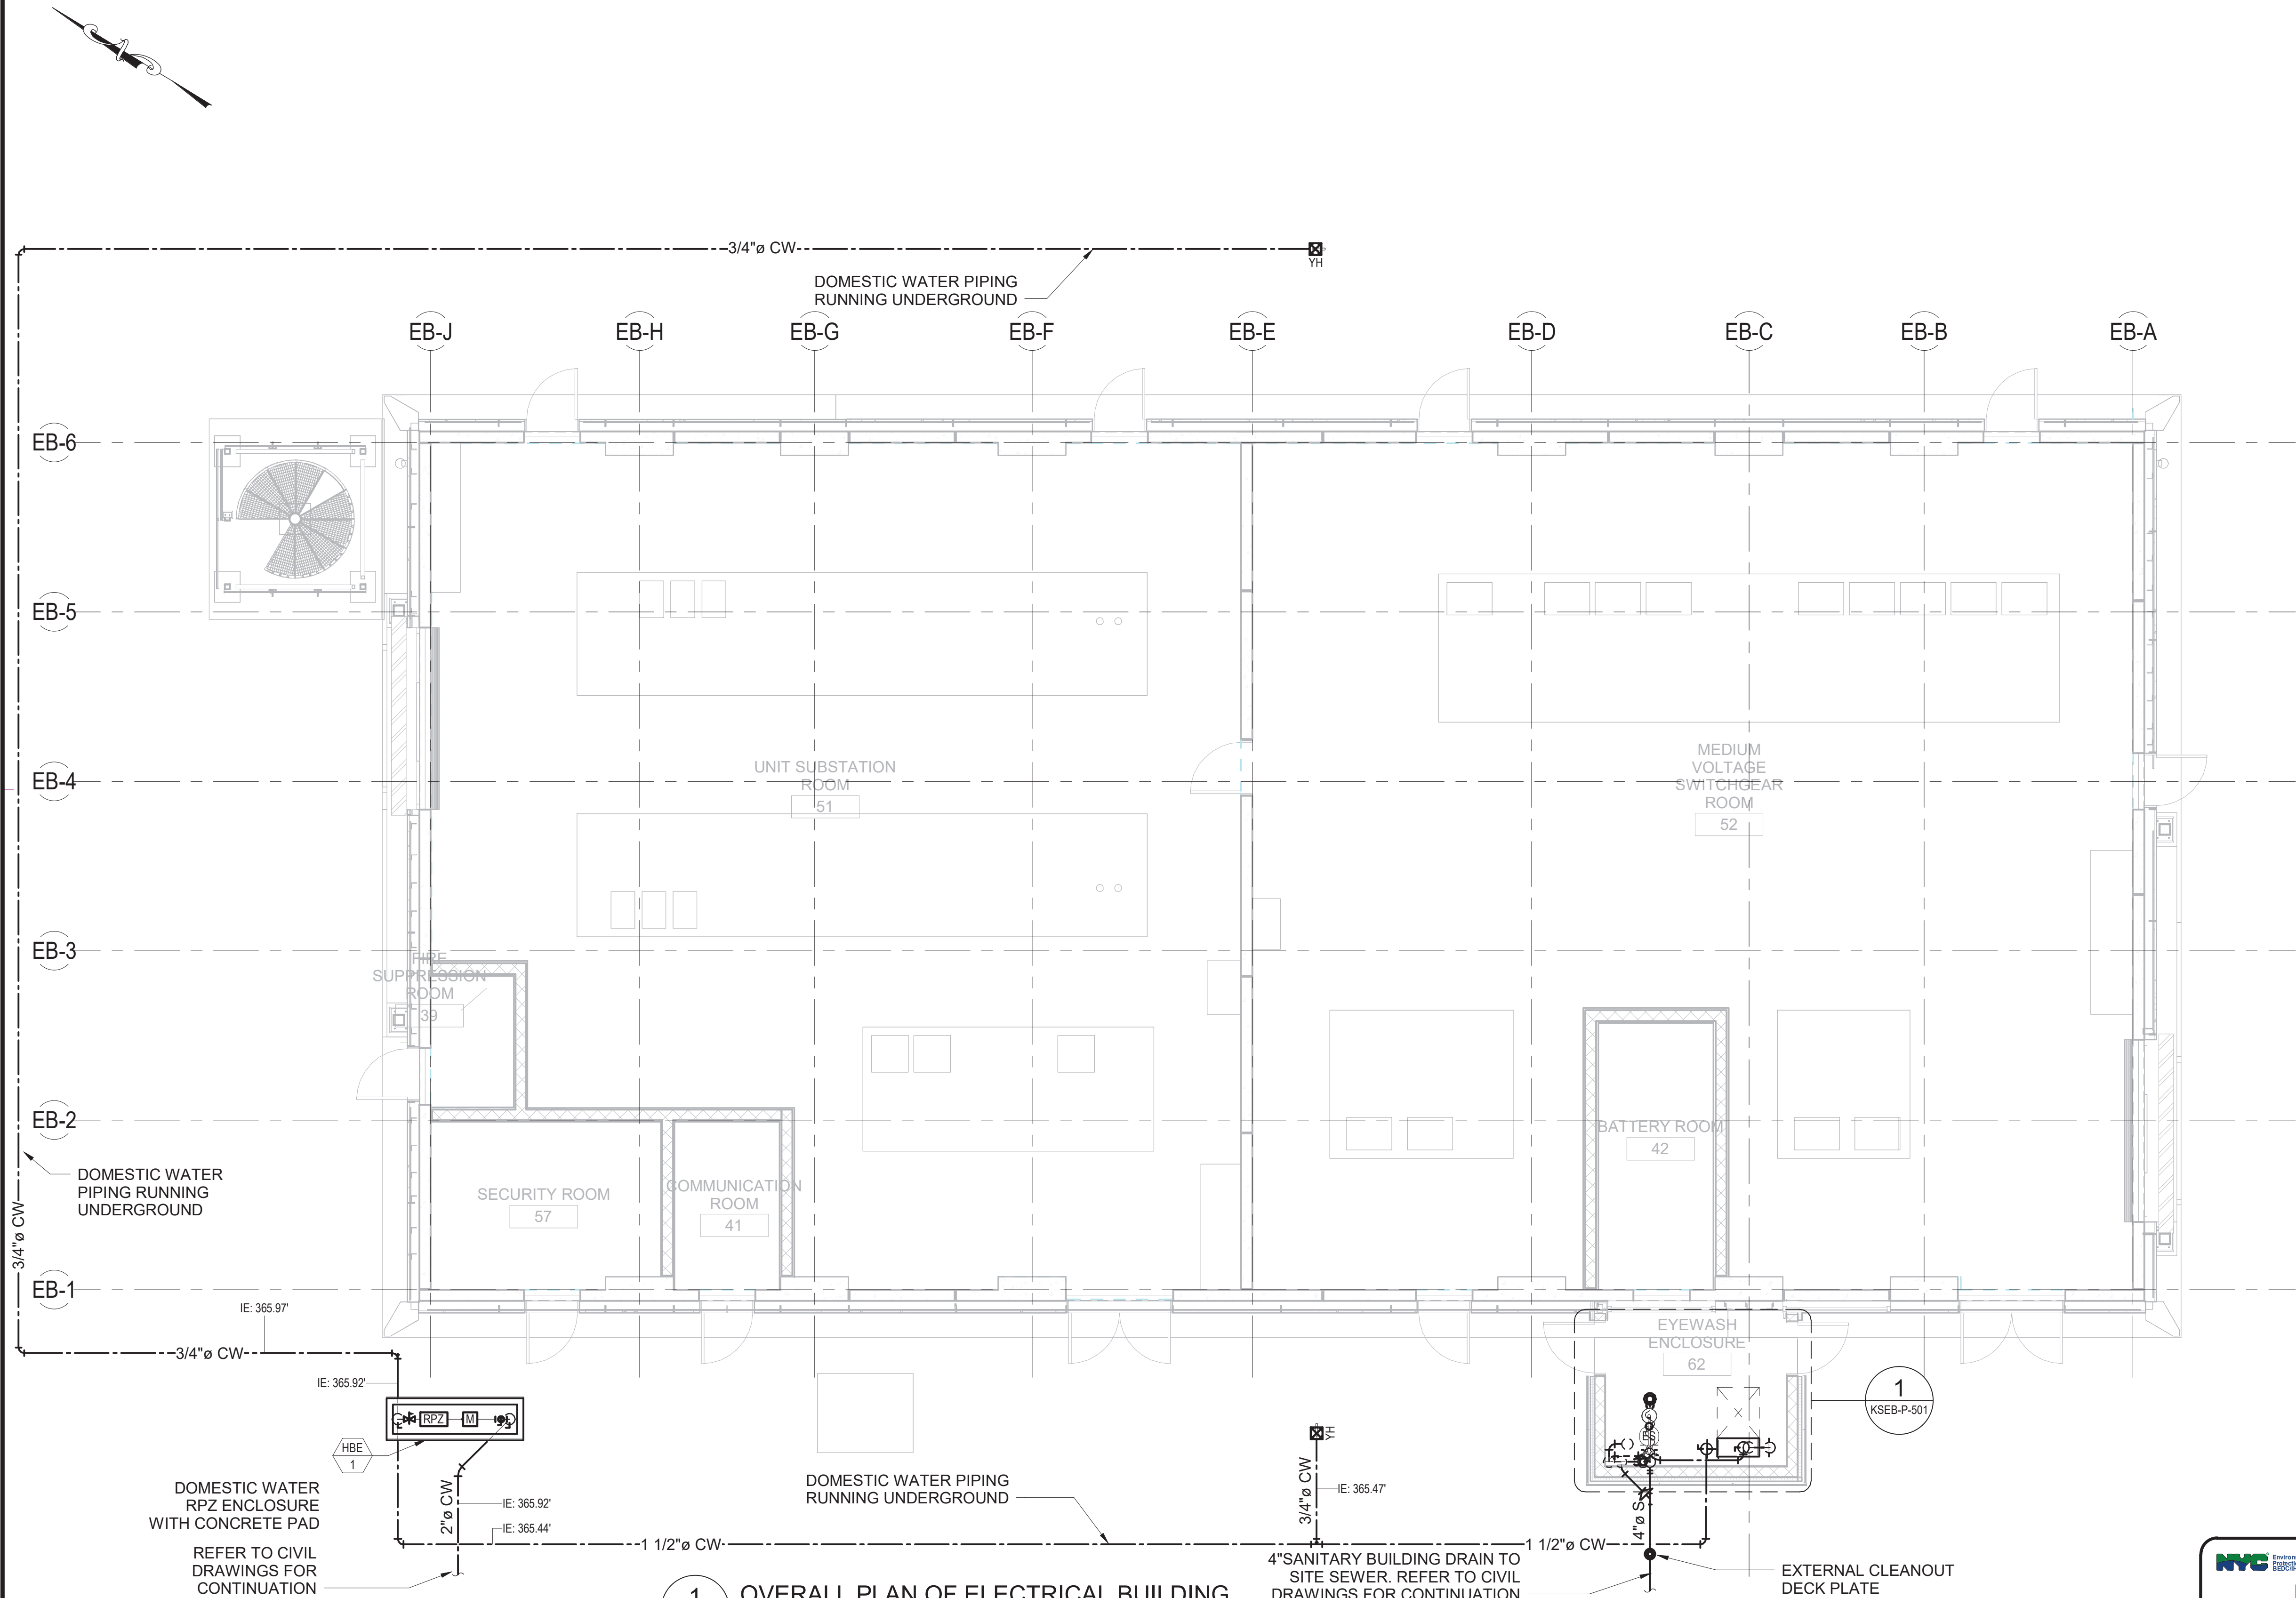 3/4"ø CW
YH
DOMESTIC WATER PIPING
RUNNING UNDERGROUND
EB-J
EB-H
EB-G
EB-F
EB-E
EB-D
EB-C
EB-B
EB-A
EB-6
EB-5
EB-4
EB-3
EB-2
EB-1
UNIT SUBSTATION
ROOM
51
MEDIUM
VOLTAGE
SWITCHGEAR
ROOM
52
FIRE
SUPPRESSION
ROOM
39
BATTERY ROOM
42
DOMESTIC WATER
PIPING RUNNING
UNDERGROUND
3/4"ø CW
SECURITY ROOM
57
COMMUNICATION
ROOM
41
IE: 365.97'
3/4"ø CW
IE: 365.92'
EYEWASH
ENCLOSURE
62
1
KSEB-P-501
RPZ
M
HBE
1
YH
DOMESTIC WATER
RPZ ENCLOSURE
WITH CONCRETE PAD
2"ø CW
IE: 365.92'
IE: 365.44'
DOMESTIC WATER PIPING
RUNNING UNDERGROUND
3/4"ø CW
IE: 365.47'
4"ø S
1 1/2"ø CW
1 1/2"ø CW
REFER TO CIVIL
DRAWINGS FOR
CONTINUATION
1
OVERALL PLAN OF ELECTRICAL BUILDING
4"SANITARY BUILDING DRAIN TO
SITE SEWER. REFER TO CIVIL
DRAWINGS FOR CONTINUATION
EXTERNAL CLEANOUT
DECK PLATE
NYC